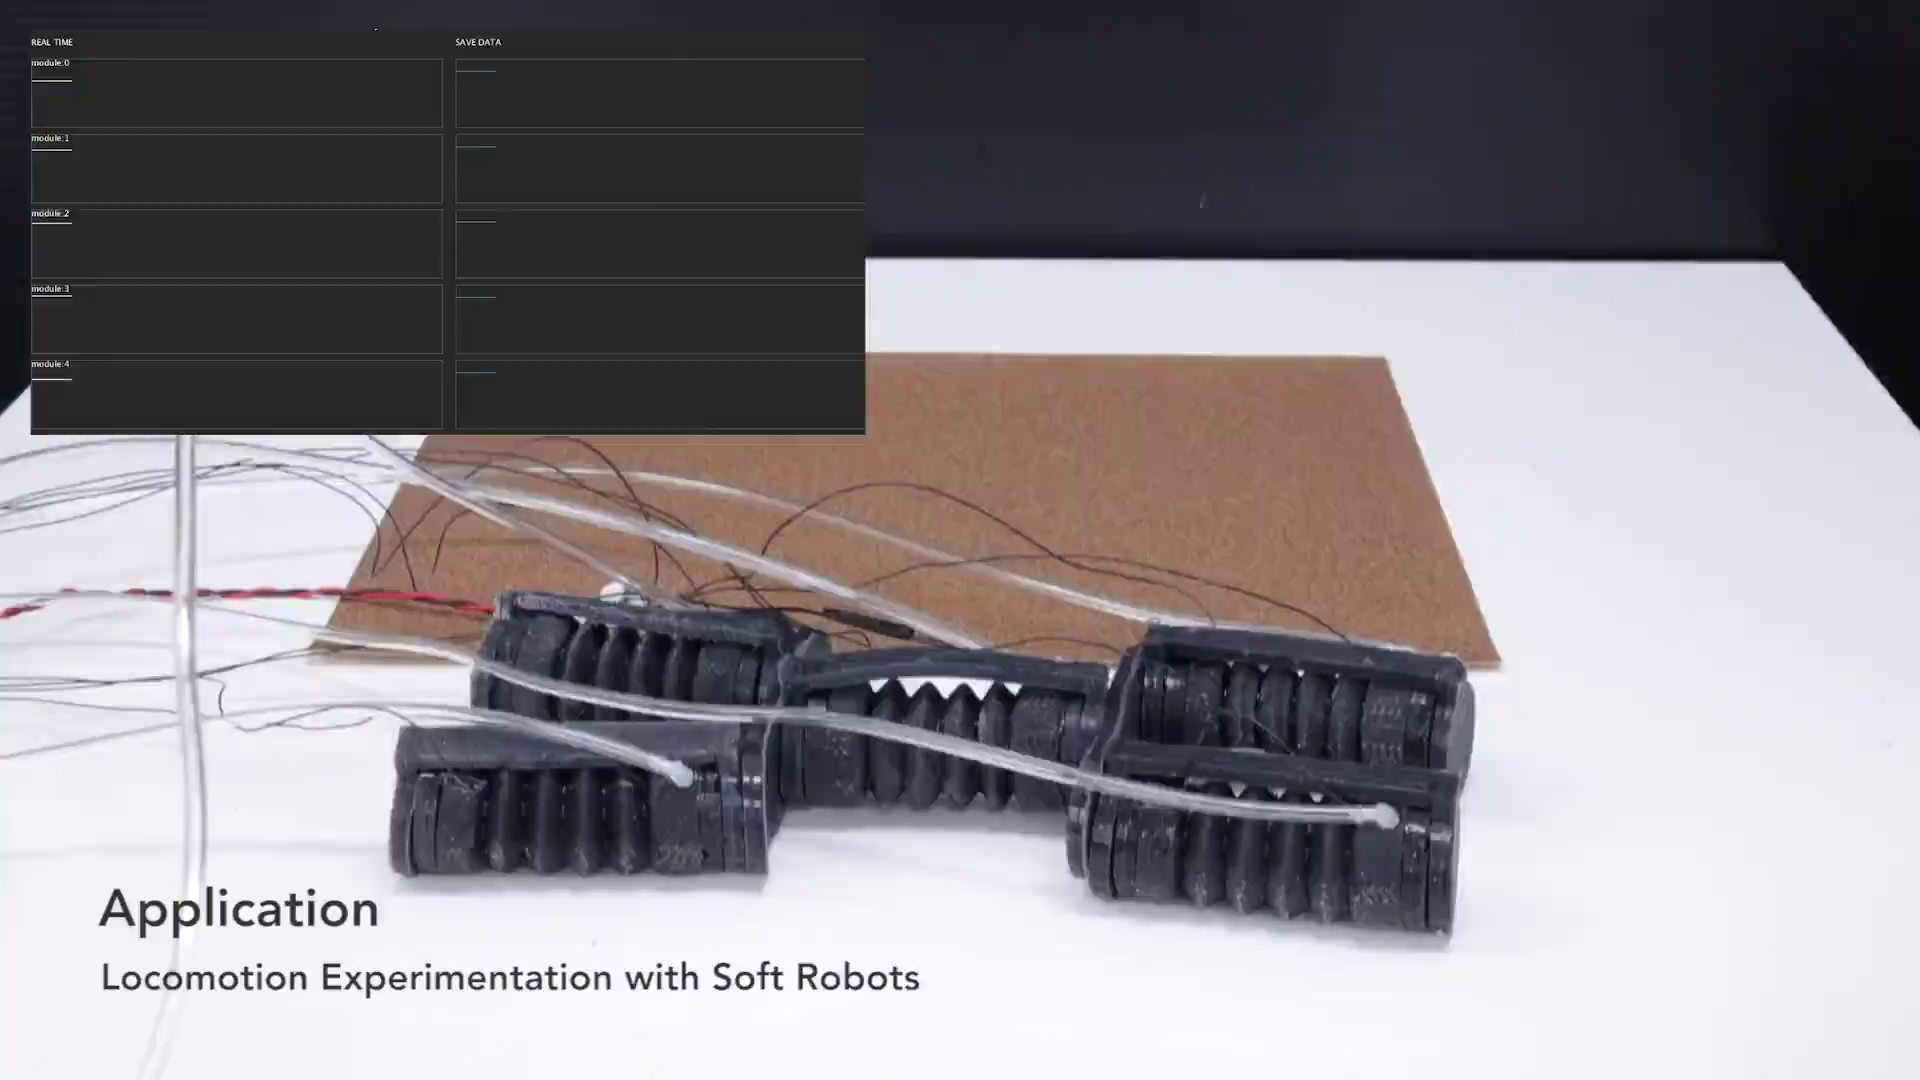 REAL TIME
SAVE DATA
module:0
module:1
module:2
module:3
module:4
Application
Locomotion Experimentation with Soft Robots